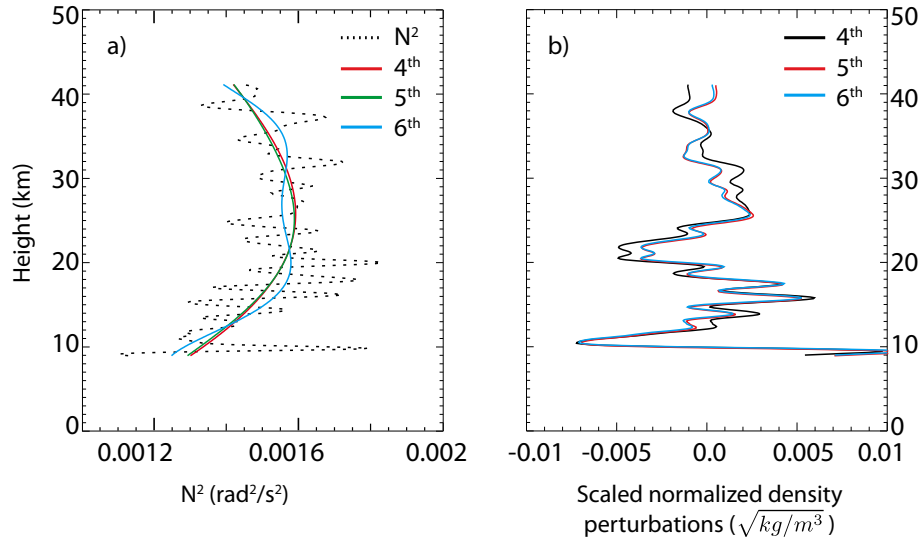 a)
N²
4th
5th
6th
50
40
30
20
10
0
Height (km)
0.0012
0.0016
0.002
N² (rad²/s²)
b)
4th
5th
6th
50
40
30
20
10
0
-0.01
-0.005
0.0
0.005
0.01
Scaled normalized density
perturbations (√kg/m³)